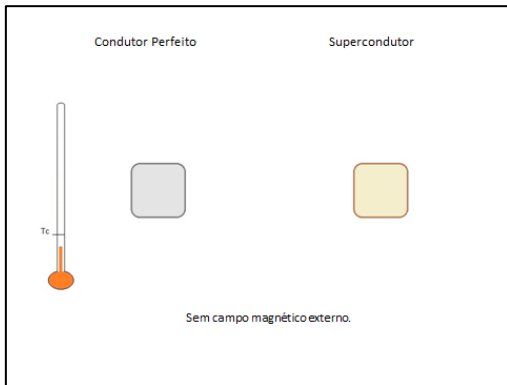 Condutor Perfeito
Supercondutor
Tc
Sem campo magnético externo.